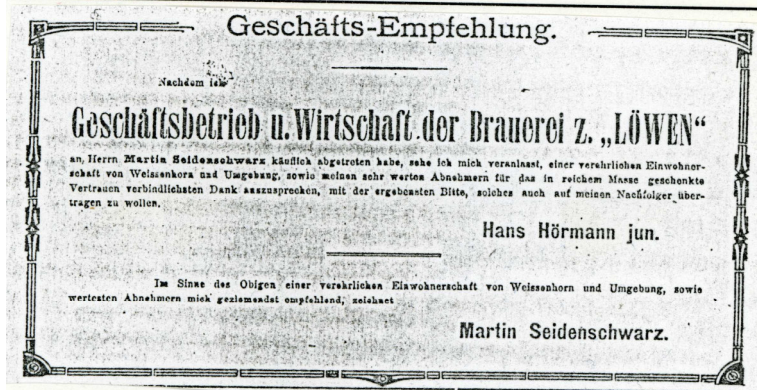 Geschäfts-Empfehlung.
Nachdem ich
Geschäftsbetrieb u. Wirtschaft der Brauerei z. „LÖWEN“
an, Herrn Martin Seidenschwarz käuflich abgetreten habe, sehe ich mich veranlasst, einer verehrlichen Einwohner-
schaft von Weissenhorn und Umgebung, sowie meinen sehr werten Abnehmern für das in reichem Masse geschenkte
Vertrauen verbindlichsten Dank auszusprechen, mit der ergebensten Bitte, solches auch auf meinen Nachfolger über-
tragen zu wollen.
Hans Hörmann jun.
Im Sinne des Obigen einer verehrlichen Einwohnerschaft von Weissenhorn und Umgebung, sowie
wertesten Abnehmern mich geziemendst empfehlend, zeichnet
Martin Seidenschwarz.